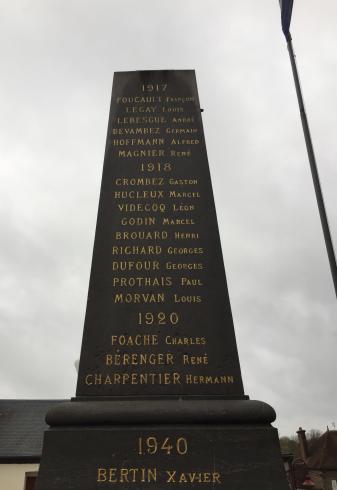 1917
FOUCAULT FRANÇOIS
LEGAY LOUIS
LEBESGUE ANDRÉ
DEVAMBEZ GERMAIN
HOFFMANN ALFRED
MAGNIER RENÉ
1918
CROMBEZ GASTON
HUCLEUX MARCEL
VIDECOQ LÉON
GODIN MARCEL
BROUARD HENRI
RICHARD GEORGES
DUFOUR GEORGES
PROTHAIS PAUL
MORVAN LOUIS
1920
FOACHE CHARLES
BÉRENGER RENÉ
CHARPENTIER HERMANN
1940
BERTIN XAVIER